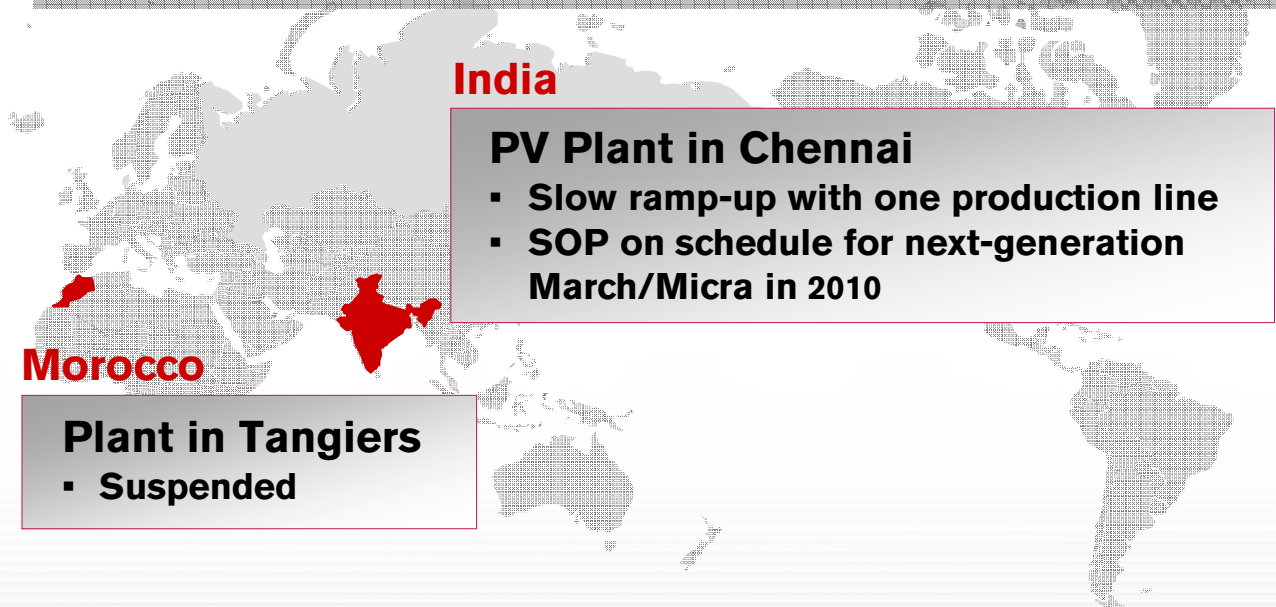 India
PV Plant in Chennai
▪ Slow ramp-up with one production line
▪ SOP on schedule for next-generation
March/Micra in 2010
Morocco
Plant in Tangiers
▪ Suspended